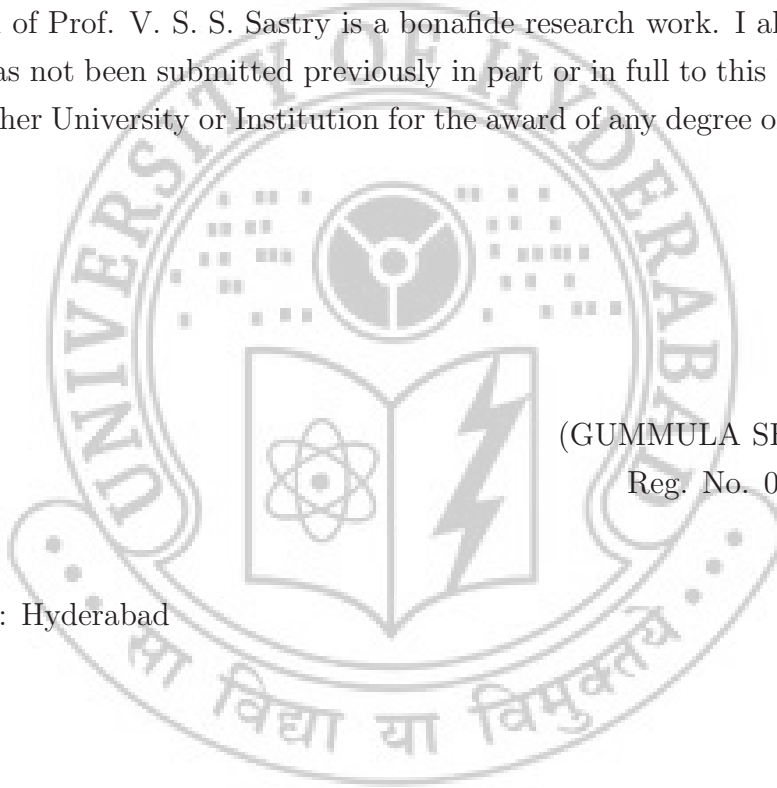 of Prof. V. S. S. Sastry is a bonafide research work. I al
as not been submitted previously in part or in full to this
her University or Institution for the award of any degree o
UNIVERSITY OF HYDERABAD
(GUMMULA SH
Reg. No. 0
: Hyderabad
सा विद्या या विमुक्तये